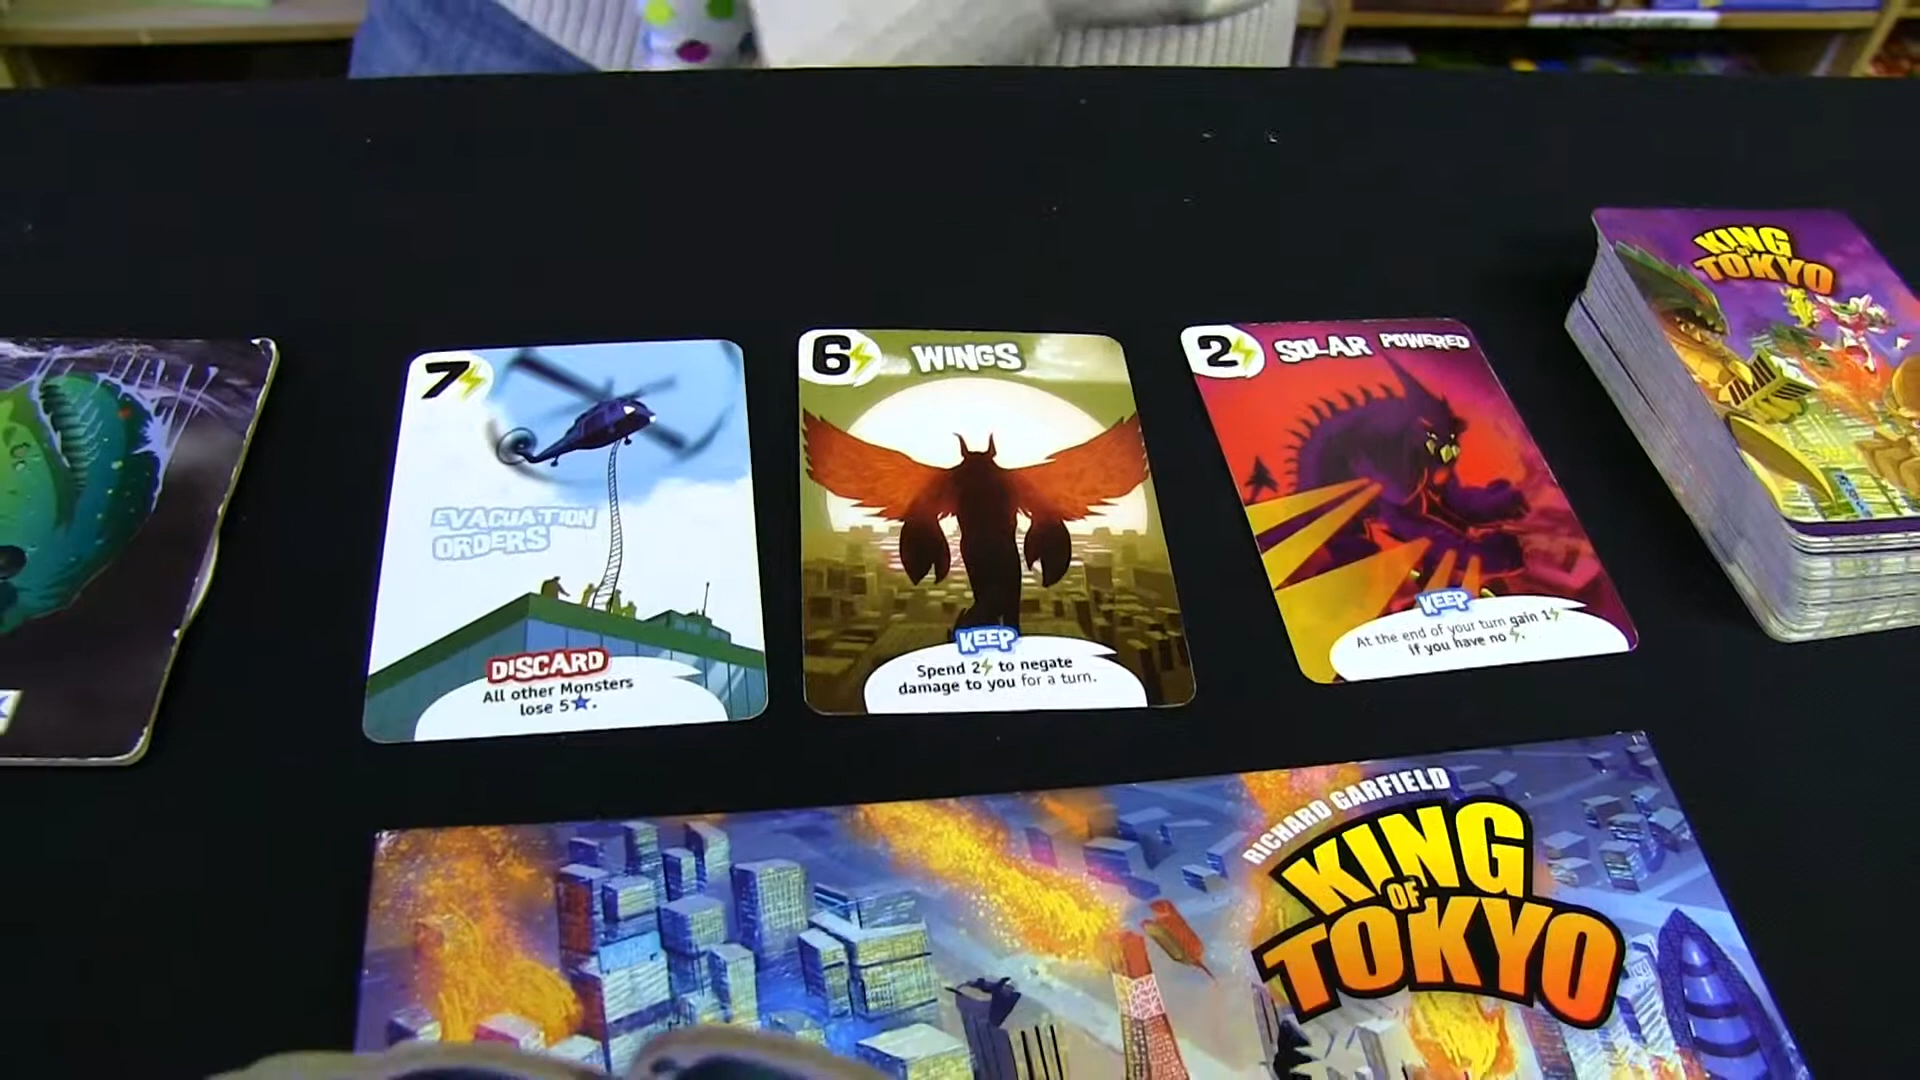 KING
OF
TOKYO
7
EVACUATION
ORDERS
DISCARD
All other Monsters
lose 5★.
6
WINGS
KEEP
Spend 2⚡ to negate
damage to you for a turn.
2
SOLAR POWERED
KEEP
At the end of your turn gain 1⚡
if you have no ⚡.
RICHARD GARFIELD
KING
OF
TOKYO